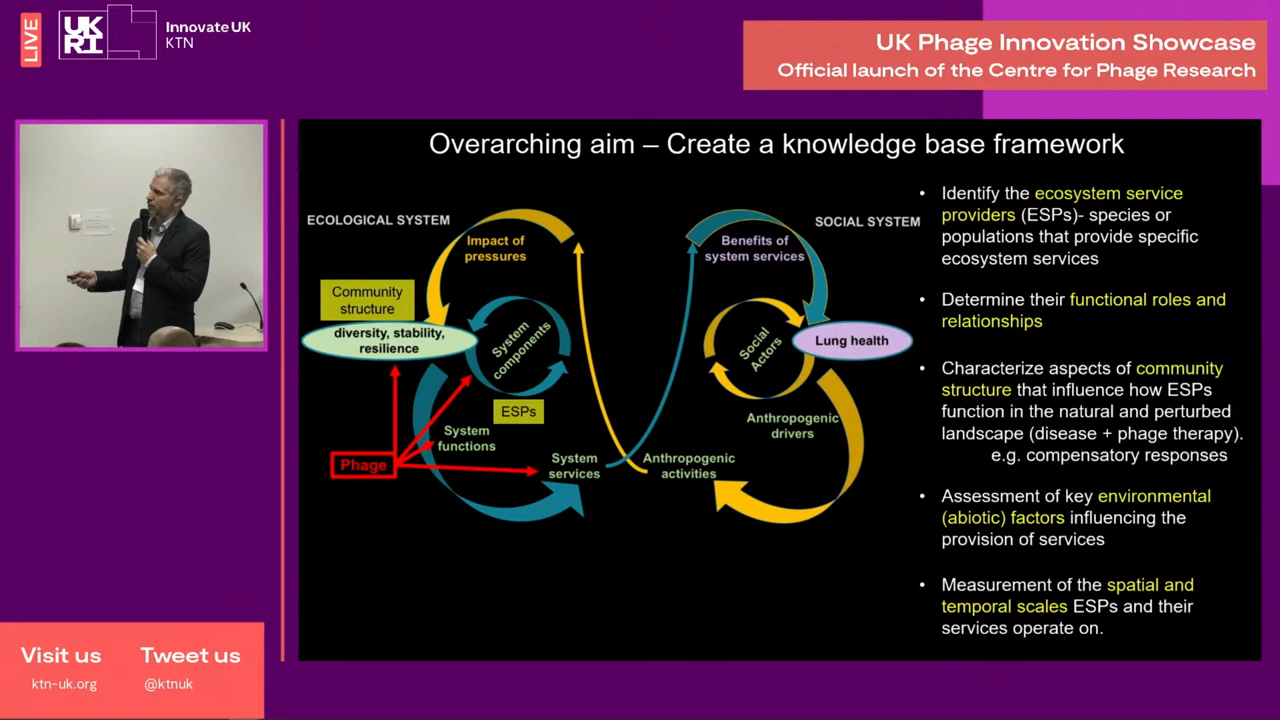 LIVE
UK
RI
Innovate UK
KTN
UK Phage Innovation Showcase
Official launch of the Centre for Phage Research
Overarching aim – Create a knowledge base framework
ECOLOGICAL SYSTEM
SOCIAL SYSTEM
Impact of
pressures
Benefits of
system services
Community
structure
diversity, stability,
resilience
System
components
Social
Actors
Lung health
ESPs
System
functions
Anthropogenic
drivers
Phage
System
services
Anthropogenic
activities
• Identify the ecosystem service
providers (ESPs)- species or
populations that provide specific
ecosystem services
• Determine their functional roles and
relationships
• Characterize aspects of community
structure that influence how ESPs
function in the natural and perturbed
landscape (disease + phage therapy).
e.g. compensatory responses
• Assessment of key environmental
(abiotic) factors influencing the
provision of services
• Measurement of the spatial and
temporal scales ESPs and their
services operate on.
Visit us
ktn-uk.org
Tweet us
@ktnuk